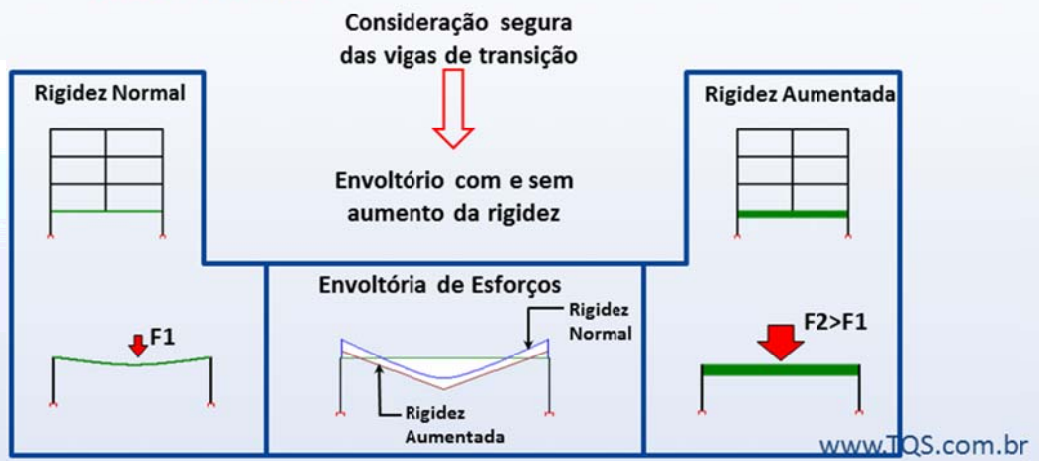 Consideração segura
das vigas de transição
Rigidez Normal
Rigidez Aumentada
Envoltório com e sem
aumento da rigidez
Envoltória de Esforços
Rigidez
Normal
F1
F2>F1
Rigidez
Aumentada
www.TQS.com.br